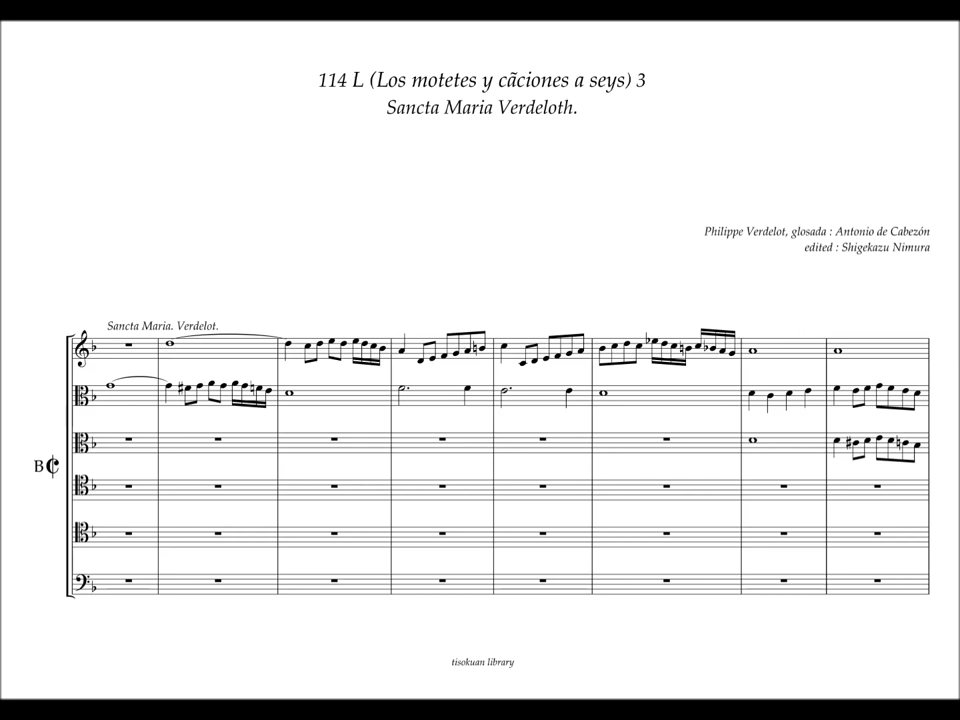 114 L (Los motetes y cãciones a seys) 3
Sancta Maria Verdeloth.
Philippe Verdelot, glosada : Antonio de Cabezón
edited : Shigekazu Nimura
Sancta Maria. Verdelot.
B
tisokuan library